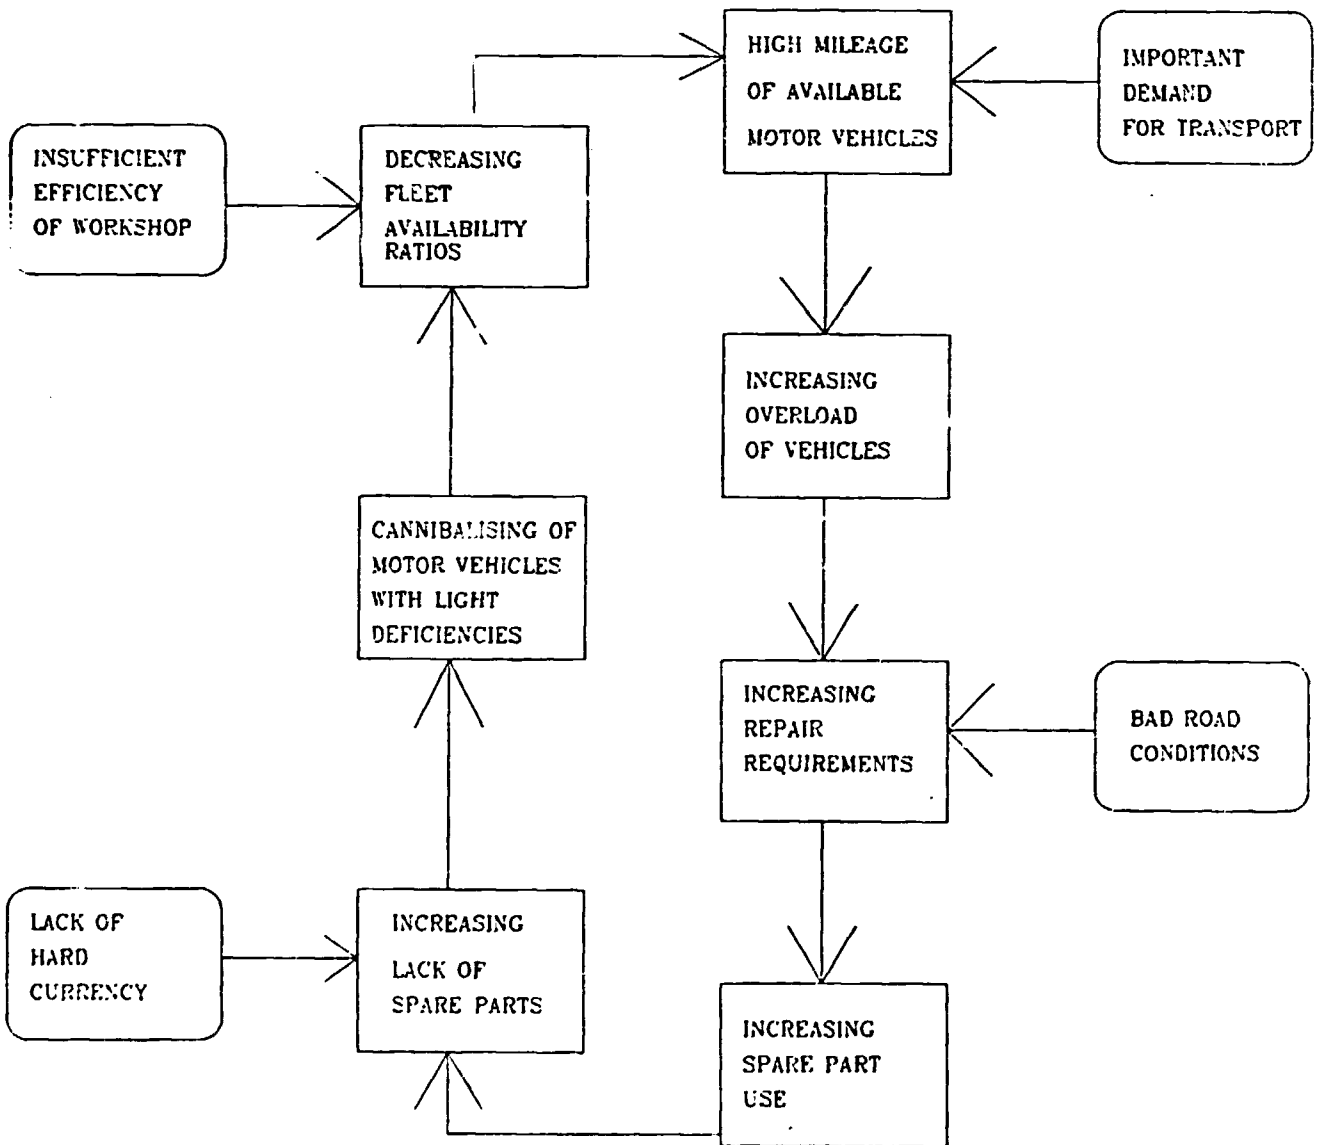 HIGH MILEAGE
OF AVAILABLE
MOTOR VEHICLES
IMPORTANT
DEMAND
FOR TRANSPORT
INSUFFICIENT
EFFICIENCY
OF WORKSHOP
DECREASING
FLEET
AVAILABILITY
RATIOS
INCREASING
OVERLOAD
OF VEHICLES
CANNIBALISING OF
MOTOR VEHICLES
WITH LIGHT
DEFICIENCIES
INCREASING
REPAIR
REQUIREMENTS
BAD ROAD
CONDITIONS
LACK OF
HARD
CURRENCY
INCREASING
LACK OF
SPARE PARTS
INCREASING
SPARE PART
USE